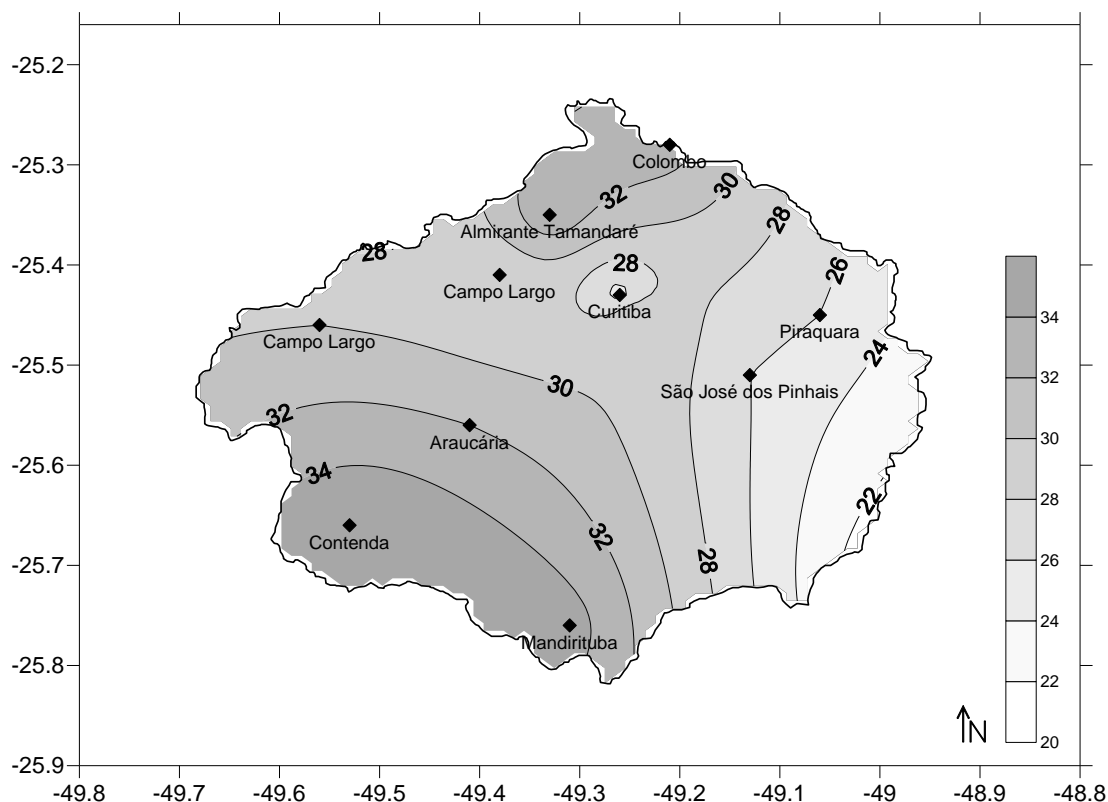 -25.2
-25.3
Colombo
32
30
28
Almirante Tamandaré
28
-25.4
28
26
Campo Largo
Curitiba
Piraquara
Campo Largo
24
34
-25.5
30
São José dos Pinhais
32
32
Araucária
30
-25.6
34
28
22
32
Contenda
26
-25.7
28
24
Mandirituba
-25.8
22
N
20
-25.9
-49.8 -49.7 -49.6 -49.5 -49.4 -49.3 -49.2 -49.1 -49 -48.9 -48.8